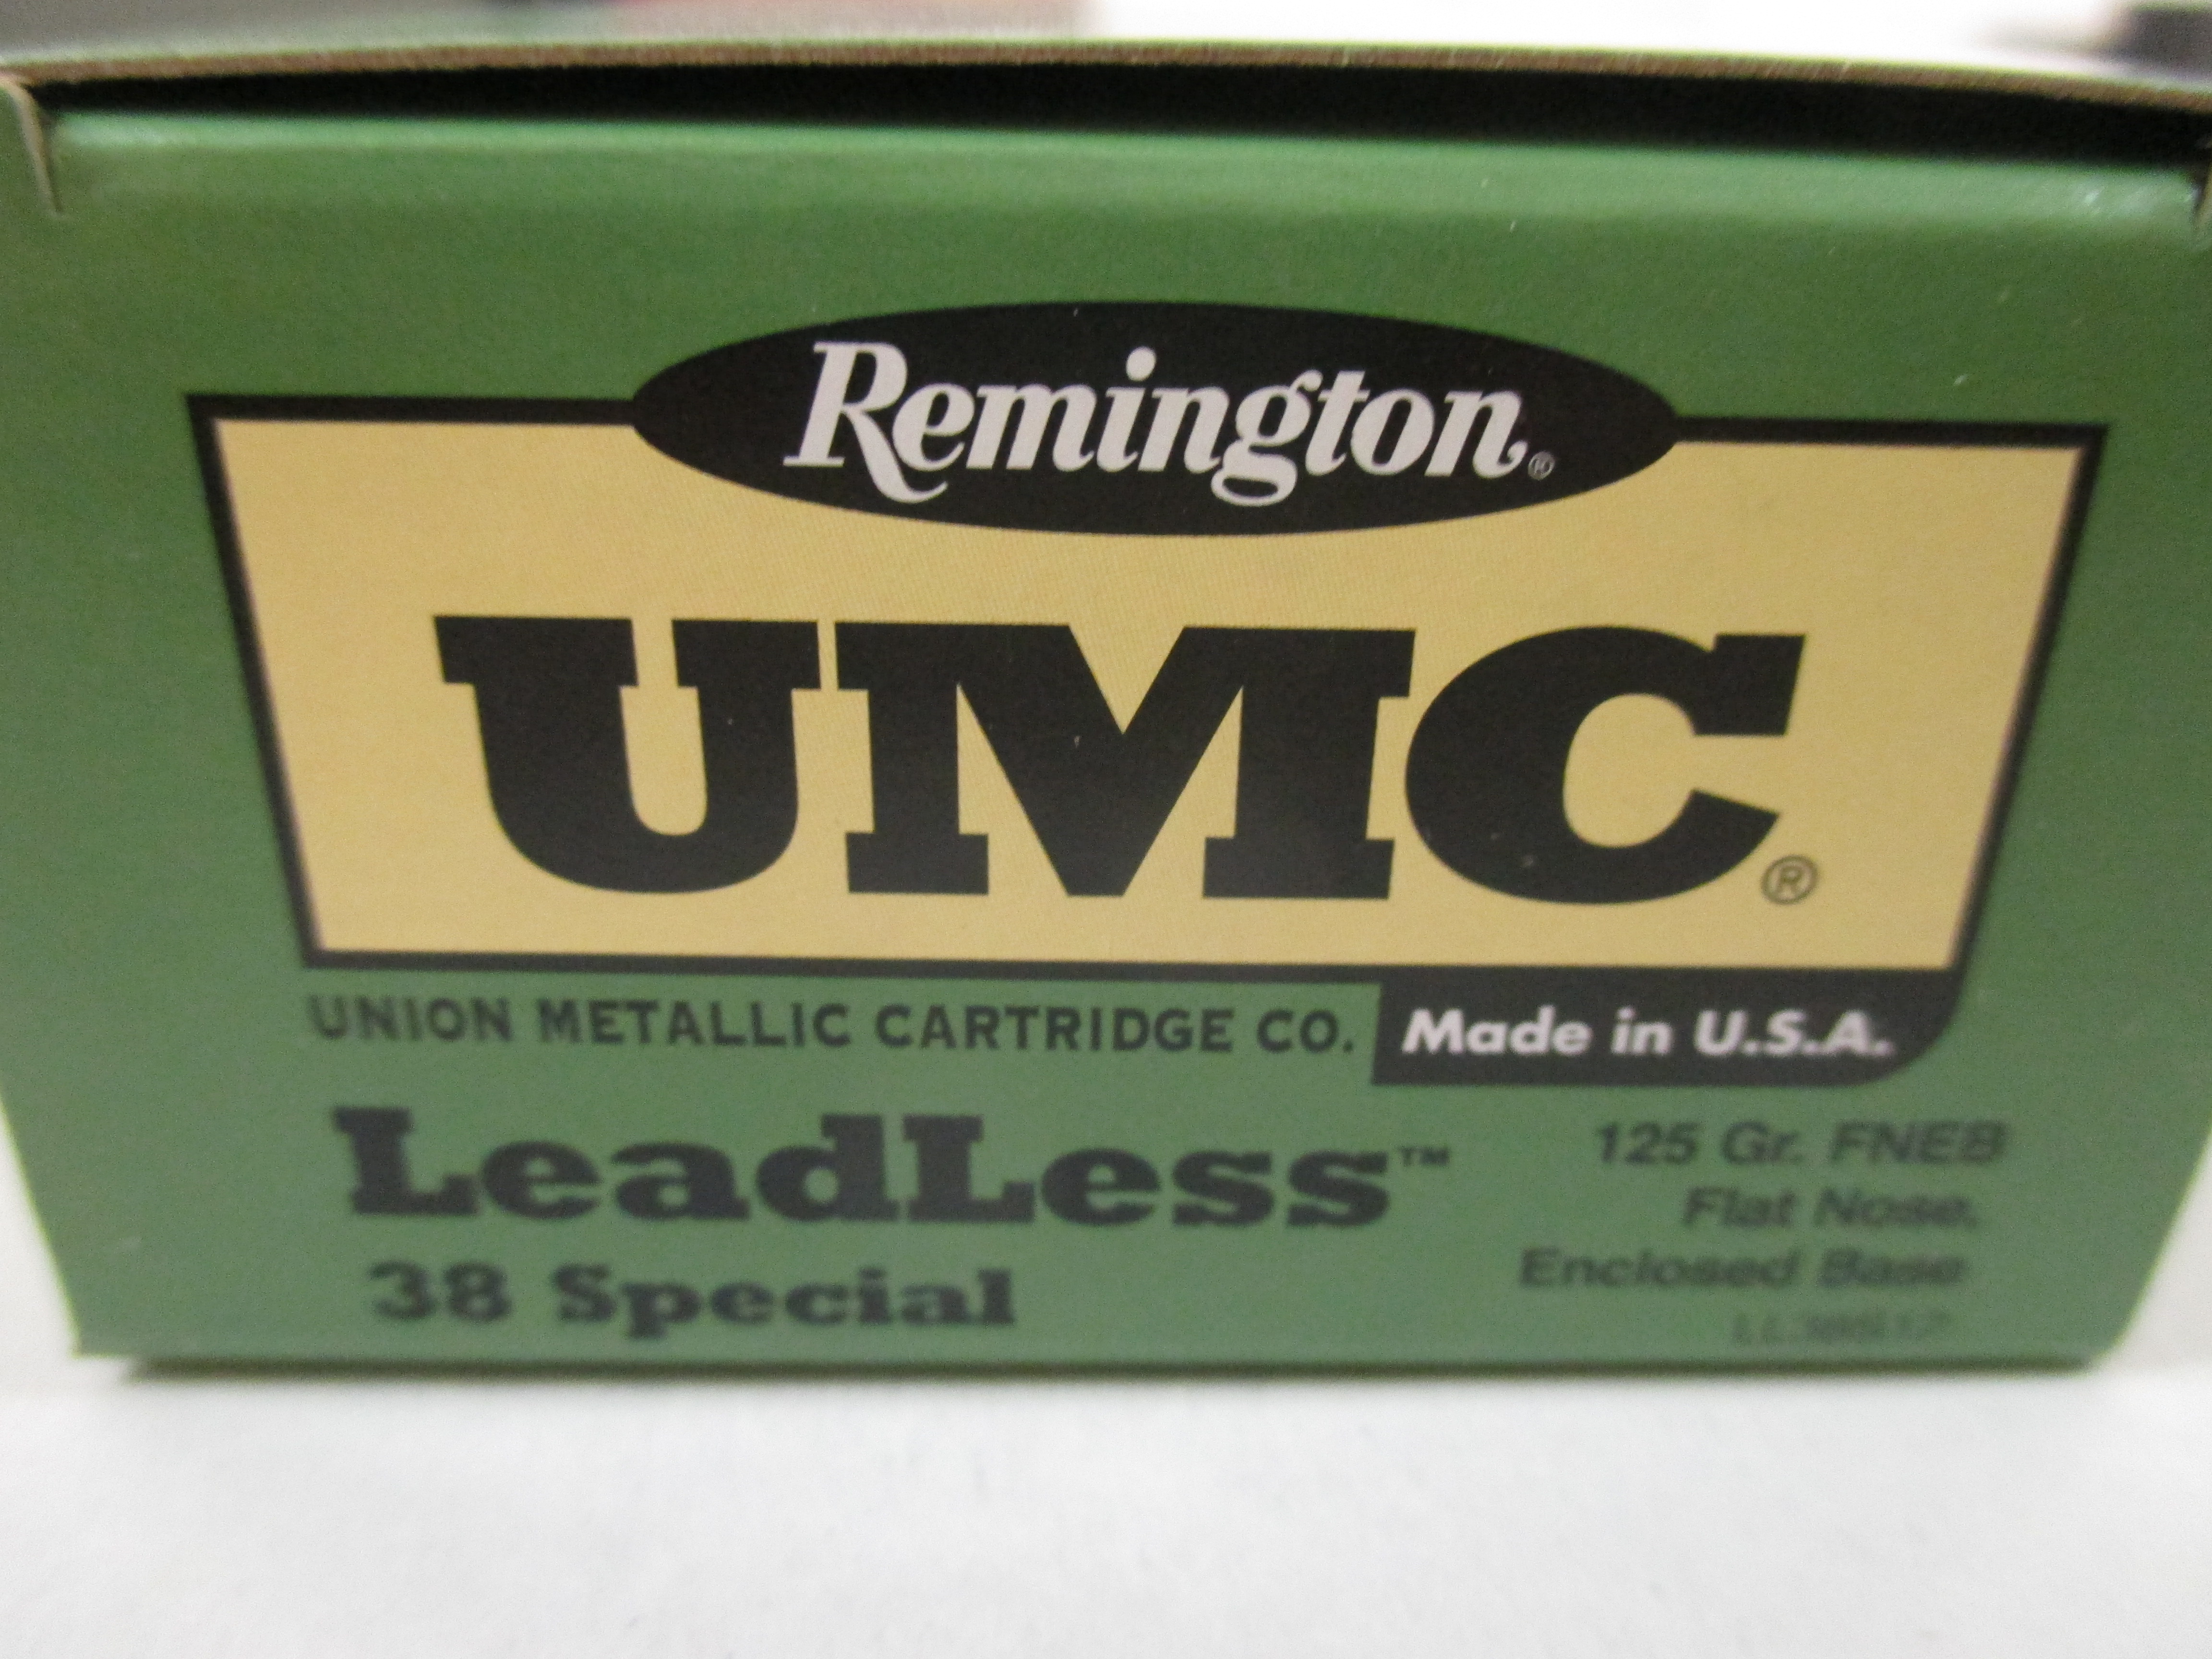 Remington®
UMC®
UNION METALLIC CARTRIDGE CO. Made in U.S.A.
LeadLess™
38 Special
125 Gr. FNEB
Flat Nose,
Enclosed Base